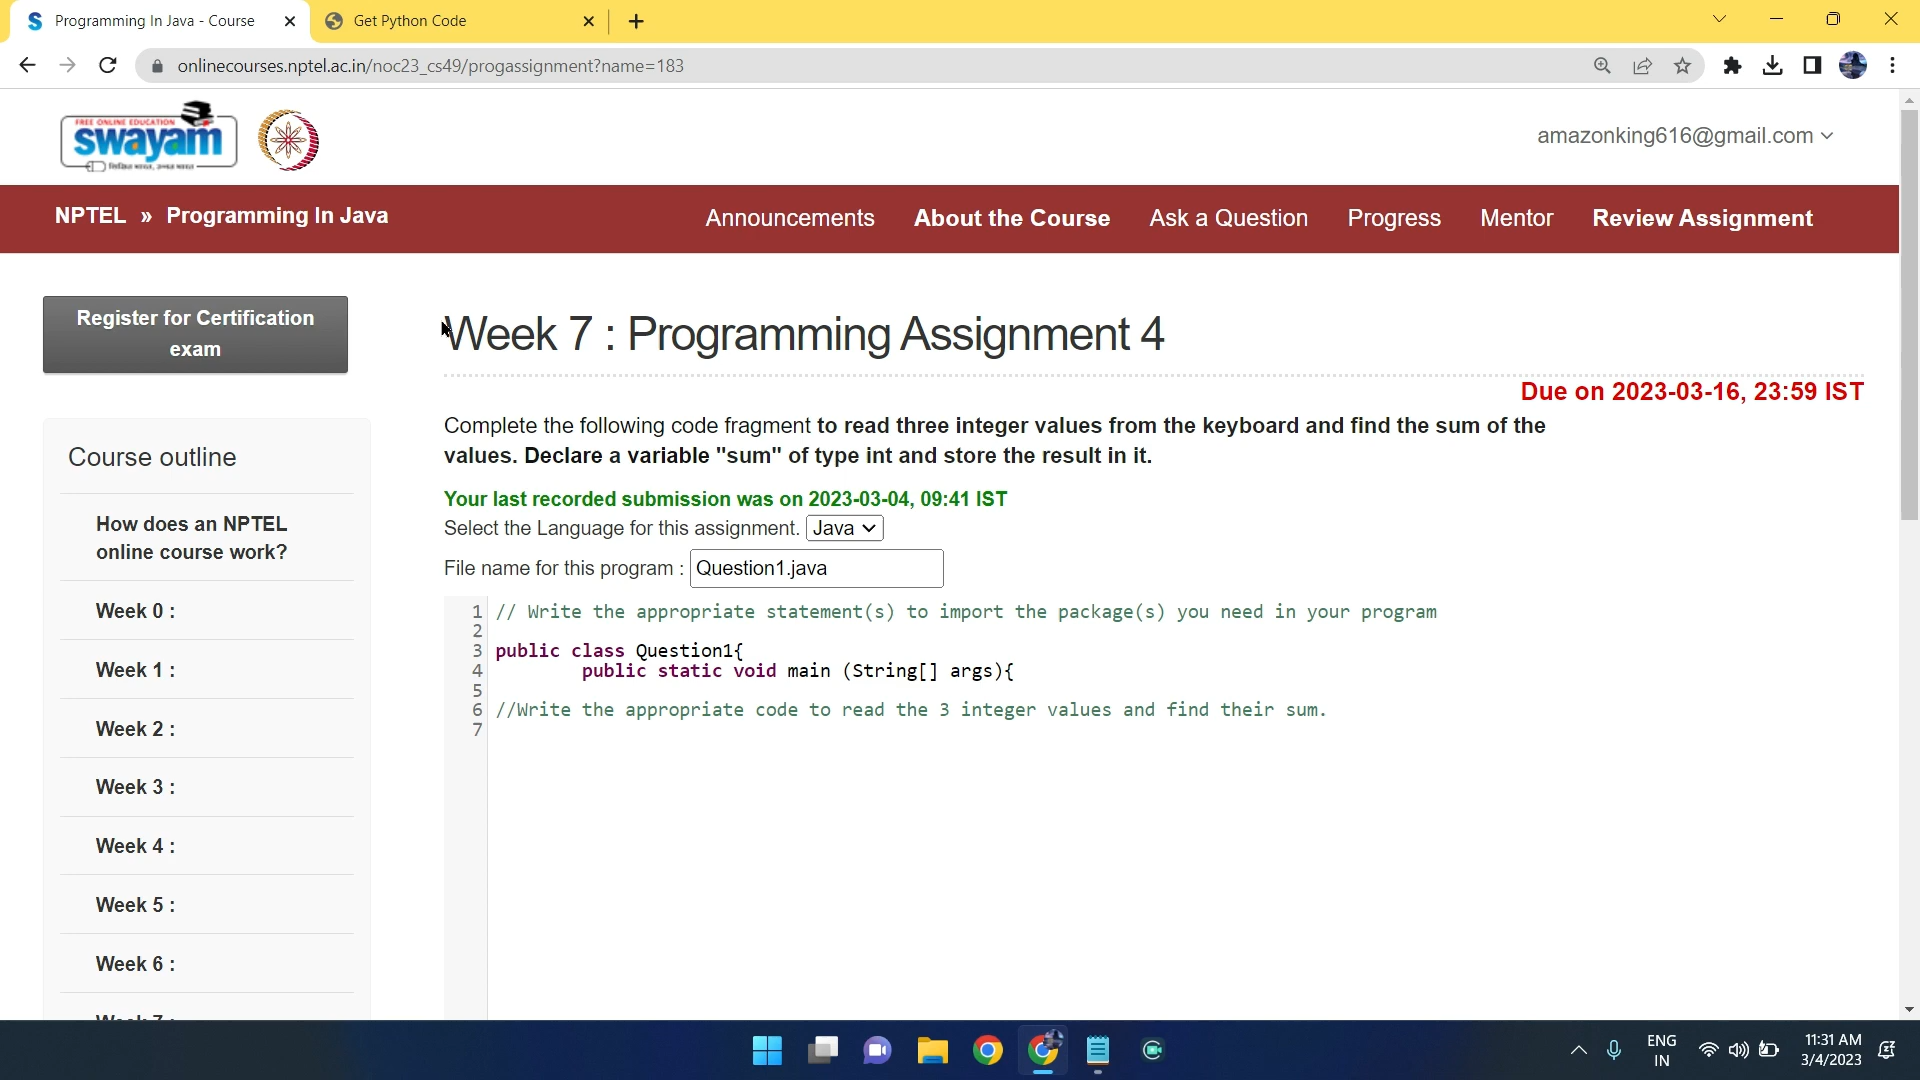 Programming In Java - Course
Get Python Code
onlinecourses.nptel.ac.in/noc23_cs49/progassignment?name=183
FREE ONLINE EDUCATION
swayam
amazonking616@gmail.com
NPTEL » Programming In Java
Announcements
About the Course
Ask a Question
Progress
Mentor
Review Assignment
Register for Certification
exam
Course outline
How does an NPTEL
online course work?
Week 0 :
Week 1 :
Week 2 :
Week 3 :
Week 4 :
Week 5 :
Week 6 :
Week 7 : Programming Assignment 4
Due on 2023-03-16, 23:59 IST
Complete the following code fragment to read three integer values from the keyboard and find the sum of the
values. Declare a variable "sum" of type int and store the result in it.
Your last recorded submission was on 2023-03-04, 09:41 IST
Select the Language for this assignment. Java
File name for this program : Question1.java
1 // Write the appropriate statement(s) to import the package(s) you need in your program
2
3 public class Question1{
4 public static void main (String[] args){
5
6 //Write the appropriate code to read the 3 integer values and find their sum.
7
ENG
IN
11:31 AM
3/4/2023